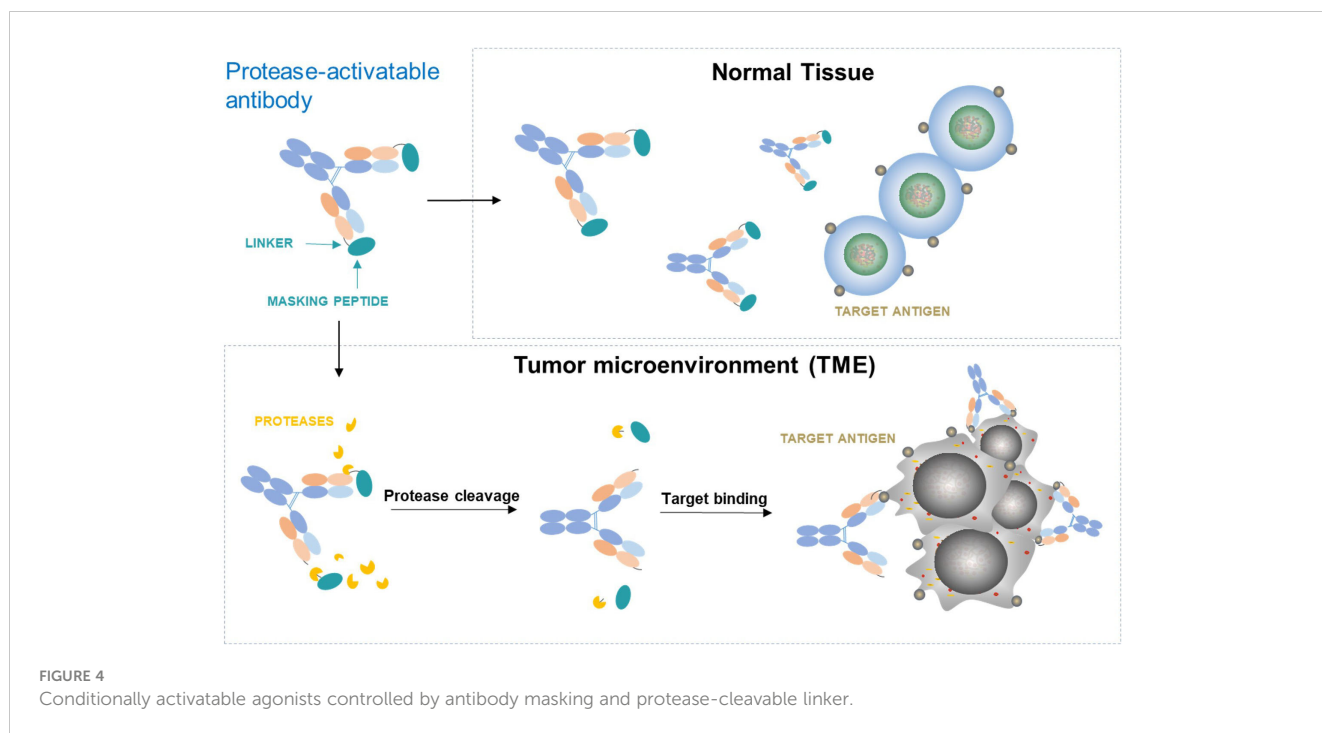 Protease-activatable
antibody
Normal Tissue
LINKER
MASKING PEPTIDE
TARGET ANTIGEN
Tumor microenvironment (TME)
PROTEASES
TARGET ANTIGEN
Protease cleavage
Target binding
FIGURE 4
Conditionally activatable agonists controlled by antibody masking and protease-cleavable linker.